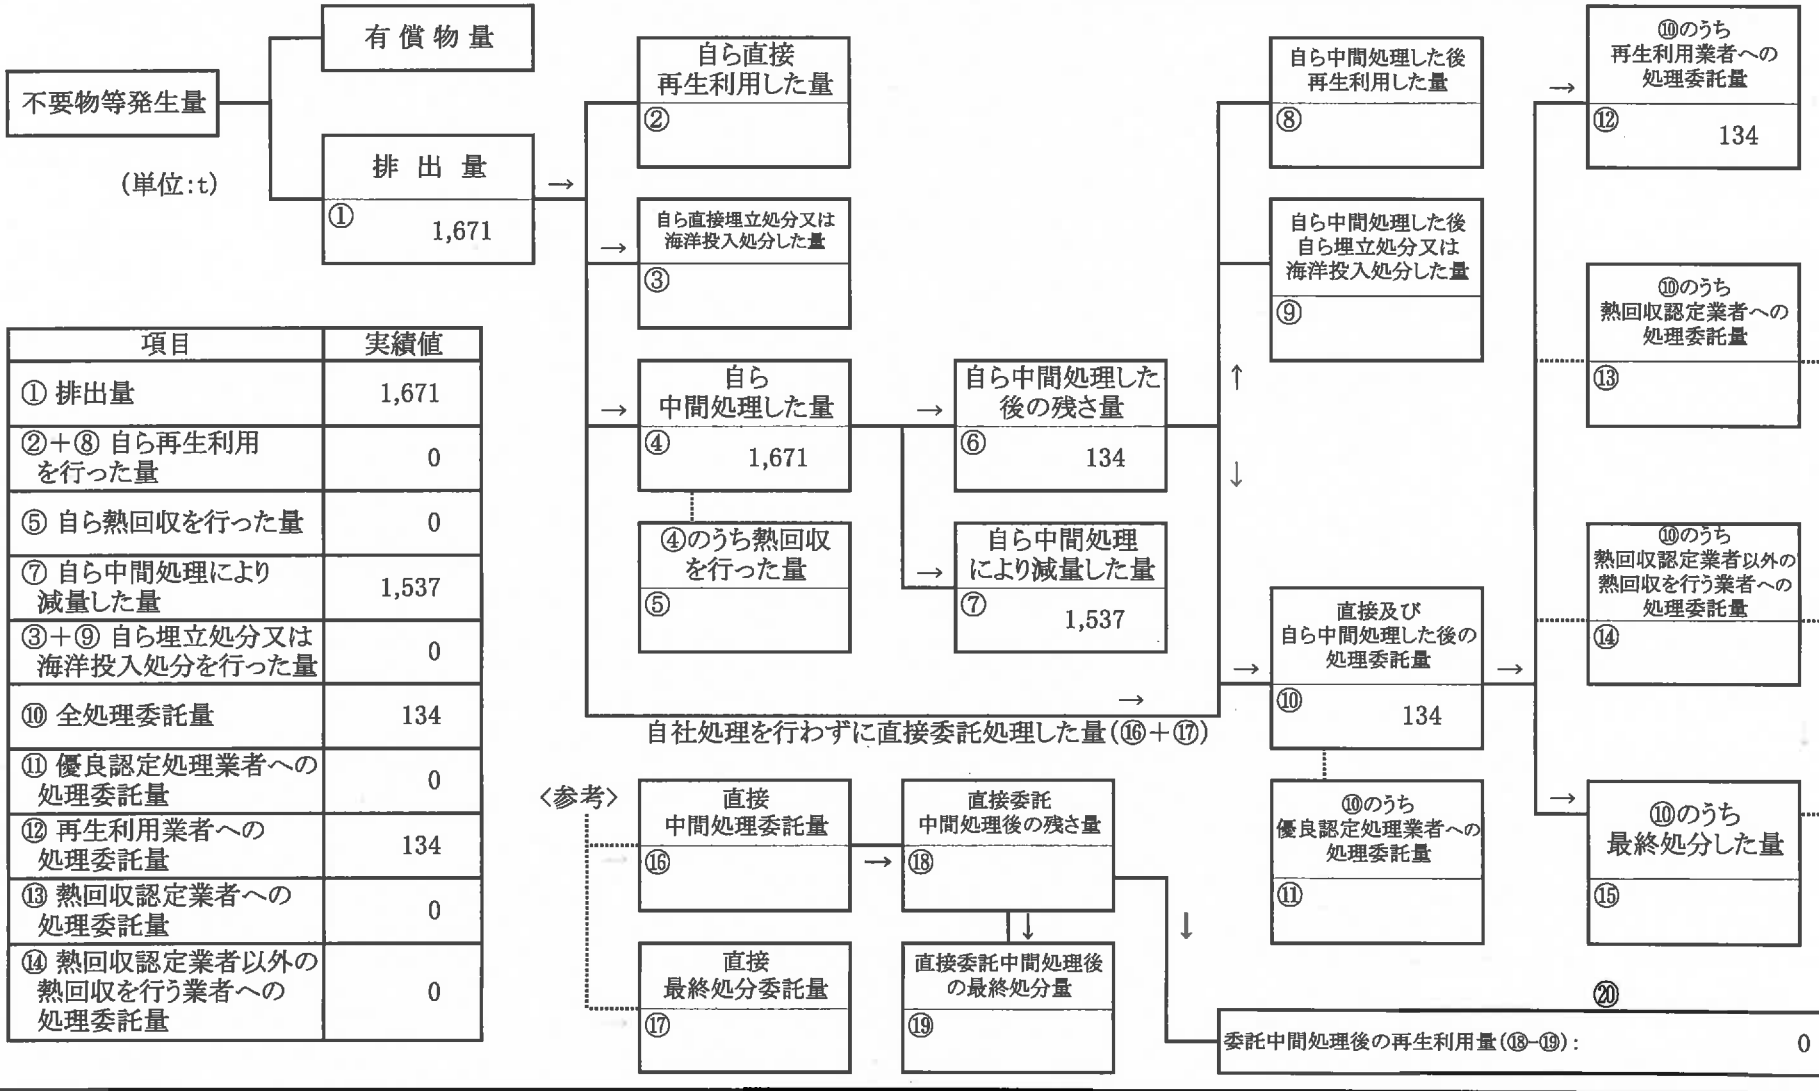 有償物量
不要物等発生量
(単位:t)
排出量
①
1,671
→
自ら直接
再生利用した量
②
→
自ら直接埋立処分又は
海洋投入処分した量
③
→
自ら
中間処理した量
④
1,671
④のうち熱回収
を行った量
⑤
→
自ら中間処理した
後の残さ量
⑥
134
→
自ら中間処理
により減量した量
⑦
1,537
→
自社処理を行わずに直接委託処理した量(⑯+⑰)
↑
↓
自ら中間処理した後
再生利用した量
⑧
自ら中間処理した後
自ら埋立処分又は
海洋投入処分した量
⑨
→
直接及び
自ら中間処理した後の
処理委託量
⑩
134
⑩のうち
優良認定処理業者への
処理委託量
⑪
→
→
⑩のうち
再生利用業者への
処理委託量
⑫
134
⑩のうち
熱回収認定業者への
処理委託量
⑬
⑩のうち
熱回収認定業者以外の
熱回収を行う業者への
処理委託量
⑭
→
⑩のうち
最終処分した量
⑮
項目 実績値
① 排出量 1,671
②+⑧ 自ら再生利用
を行った量 0
⑤ 自ら熱回収を行った量 0
⑦ 自ら中間処理により
減量した量 1,537
③+⑨ 自ら埋立処分又は
海洋投入処分を行った量 0
⑩ 全処理委託量 134
⑪ 優良認定処理業者への
処理委託量 0
⑫ 再生利用業者への
処理委託量 134
⑬ 熱回収認定業者への
処理委託量 0
⑭ 熱回収認定業者以外の
熱回収を行う業者への
処理委託量 0
〈参考〉
直接
中間処理委託量
⑯
→
直接委託
中間処理後の残さ量
⑱
↓
直接
最終処分委託量
⑰
直接委託中間処理後
の最終処分量
⑲
↓
⑳
委託中間処理後の再生利用量(⑱-⑲): 0